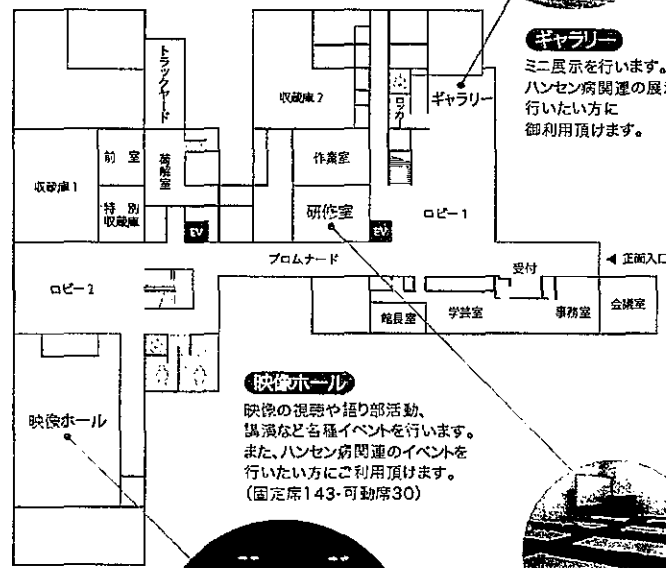 ギャラリー
ミニ展示を行います。
ハンセン病関連の展
行いたい方に
御利用頂けます。
トラックヤード
収蔵庫2
ロッカー
ギャラリー
前室
荷解室
作業室
収蔵庫1
特別
収蔵庫
研修室
ロビー1
EV
EV
プロムナード
受付
正面入口
ロビー2
館長室
学芸室
事務室
会議室
映像ホール
映像ホール
映像の視聴や語り部活動、
講演など各種イベントを行います。
また、ハンセン病関連のイベントを
行いたい方にご利用頂けます。
(固定席143・可動席30)